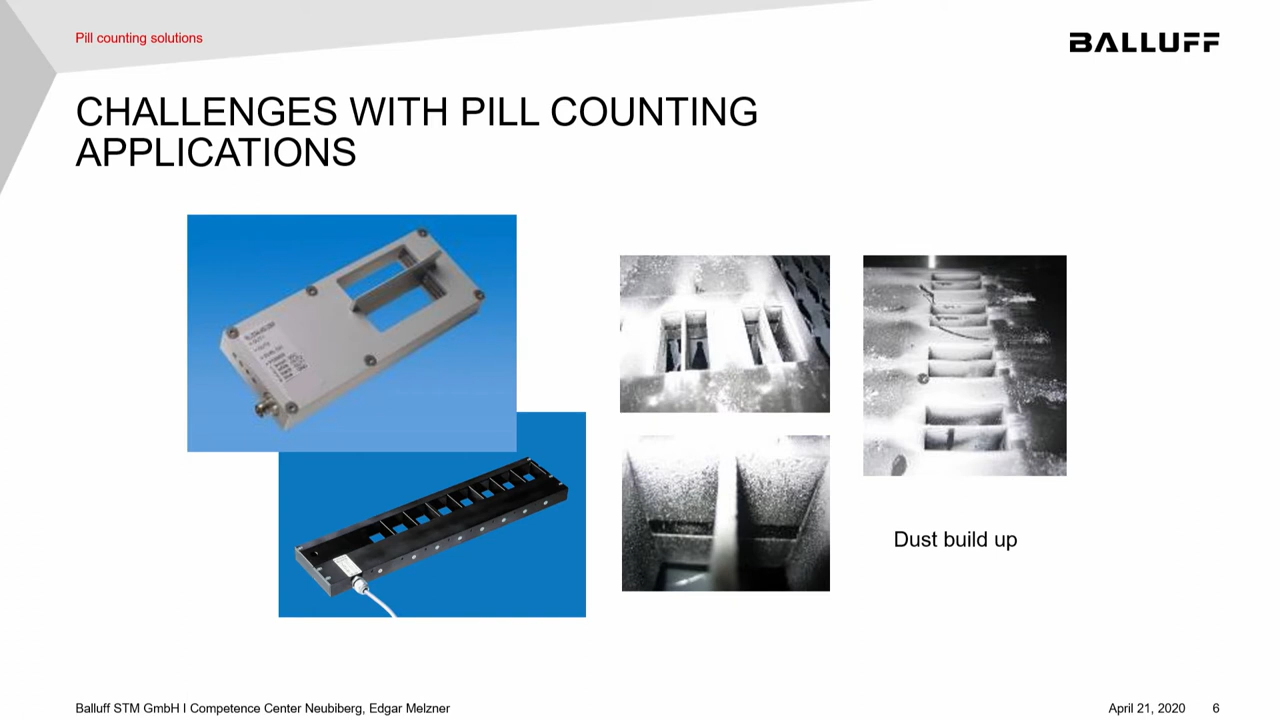 Pill counting solutions
BALLUFF
CHALLENGES WITH PILL COUNTING
APPLICATIONS
Dust build up
Balluff STM GmbH I Competence Center Neubiberg, Edgar Melzner
April 21, 2020 6